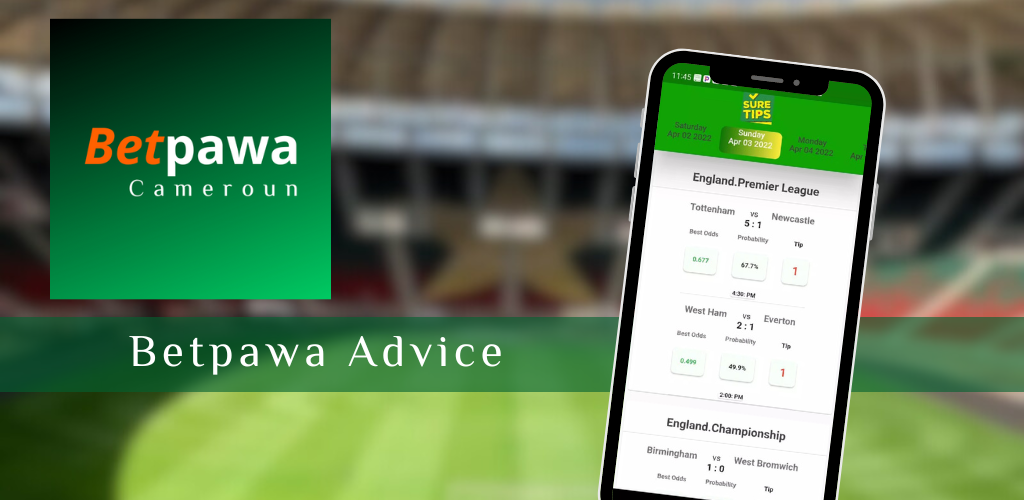 Betpawa
Cameroun
Betpawa Advice
11:45
SURE
TIPS
Saturday
Apr 02 2022
Sunday
Apr 03 2022
Monday
Apr 04 2022
Apr
England.Premier League
Tottenham vs Newcastle
5 : 1
Best Odds Probability Tip
0.677 67.7% 1
4:30: PM
West Ham vs Everton
2 : 1
Best Odds Probability Tip
0.499 49.9% 1
2:00: PM
England.Championship
Birmingham vs West Bromwich
1 : 0
Best Odds Probability Tip